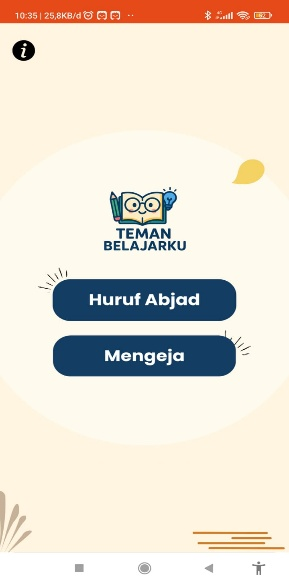 10:35 | 25,8KB/d
TEMAN
BELAJARKU
Huruf Abjad
Mengeja